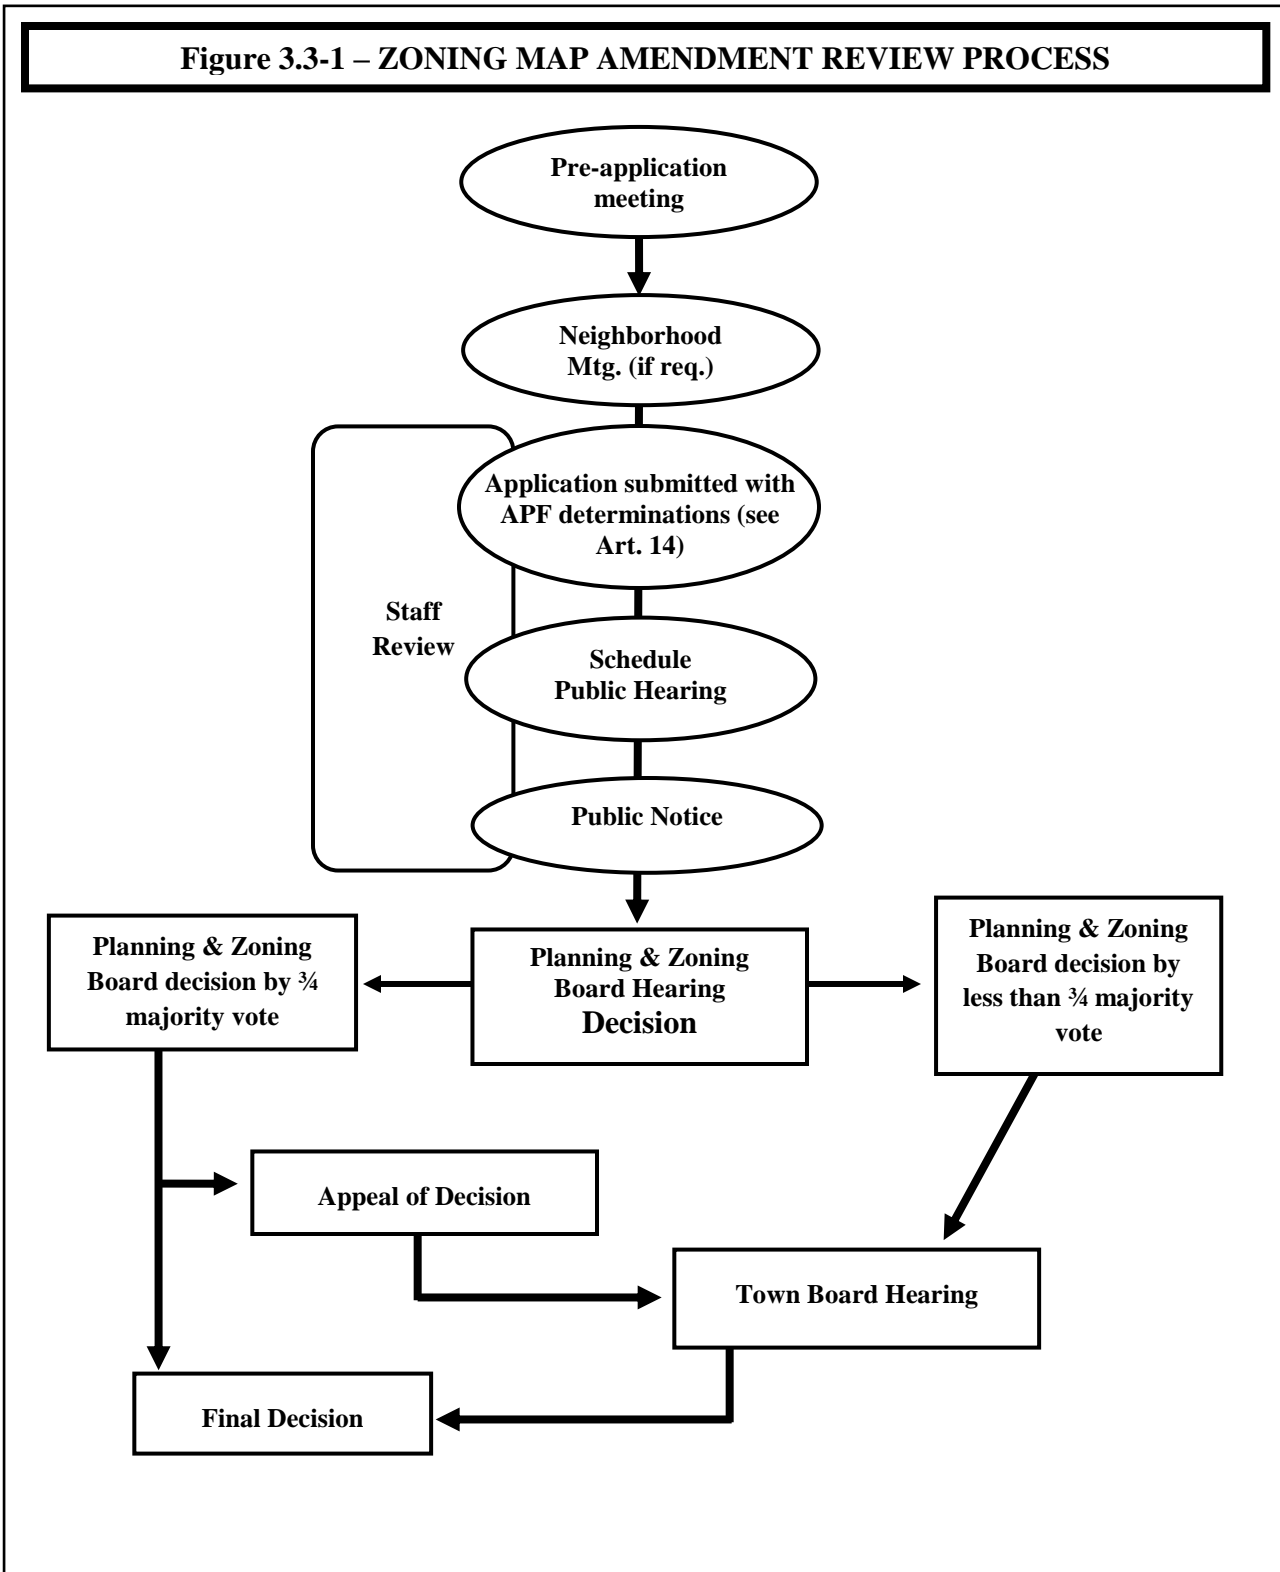 Figure 3.3-1 – ZONING MAP AMENDMENT REVIEW PROCESS
Pre-application
meeting
Neighborhood
Mtg. (if req.)
Application submitted with
APF determinations (see
Art. 14)
Staff
Review
Schedule
Public Hearing
Public Notice
Planning & Zoning
Board decision by ¾
majority vote
Planning & Zoning
Board Hearing
Decision
Planning & Zoning
Board decision by
less than ¾ majority
vote
Appeal of Decision
Town Board Hearing
Final Decision